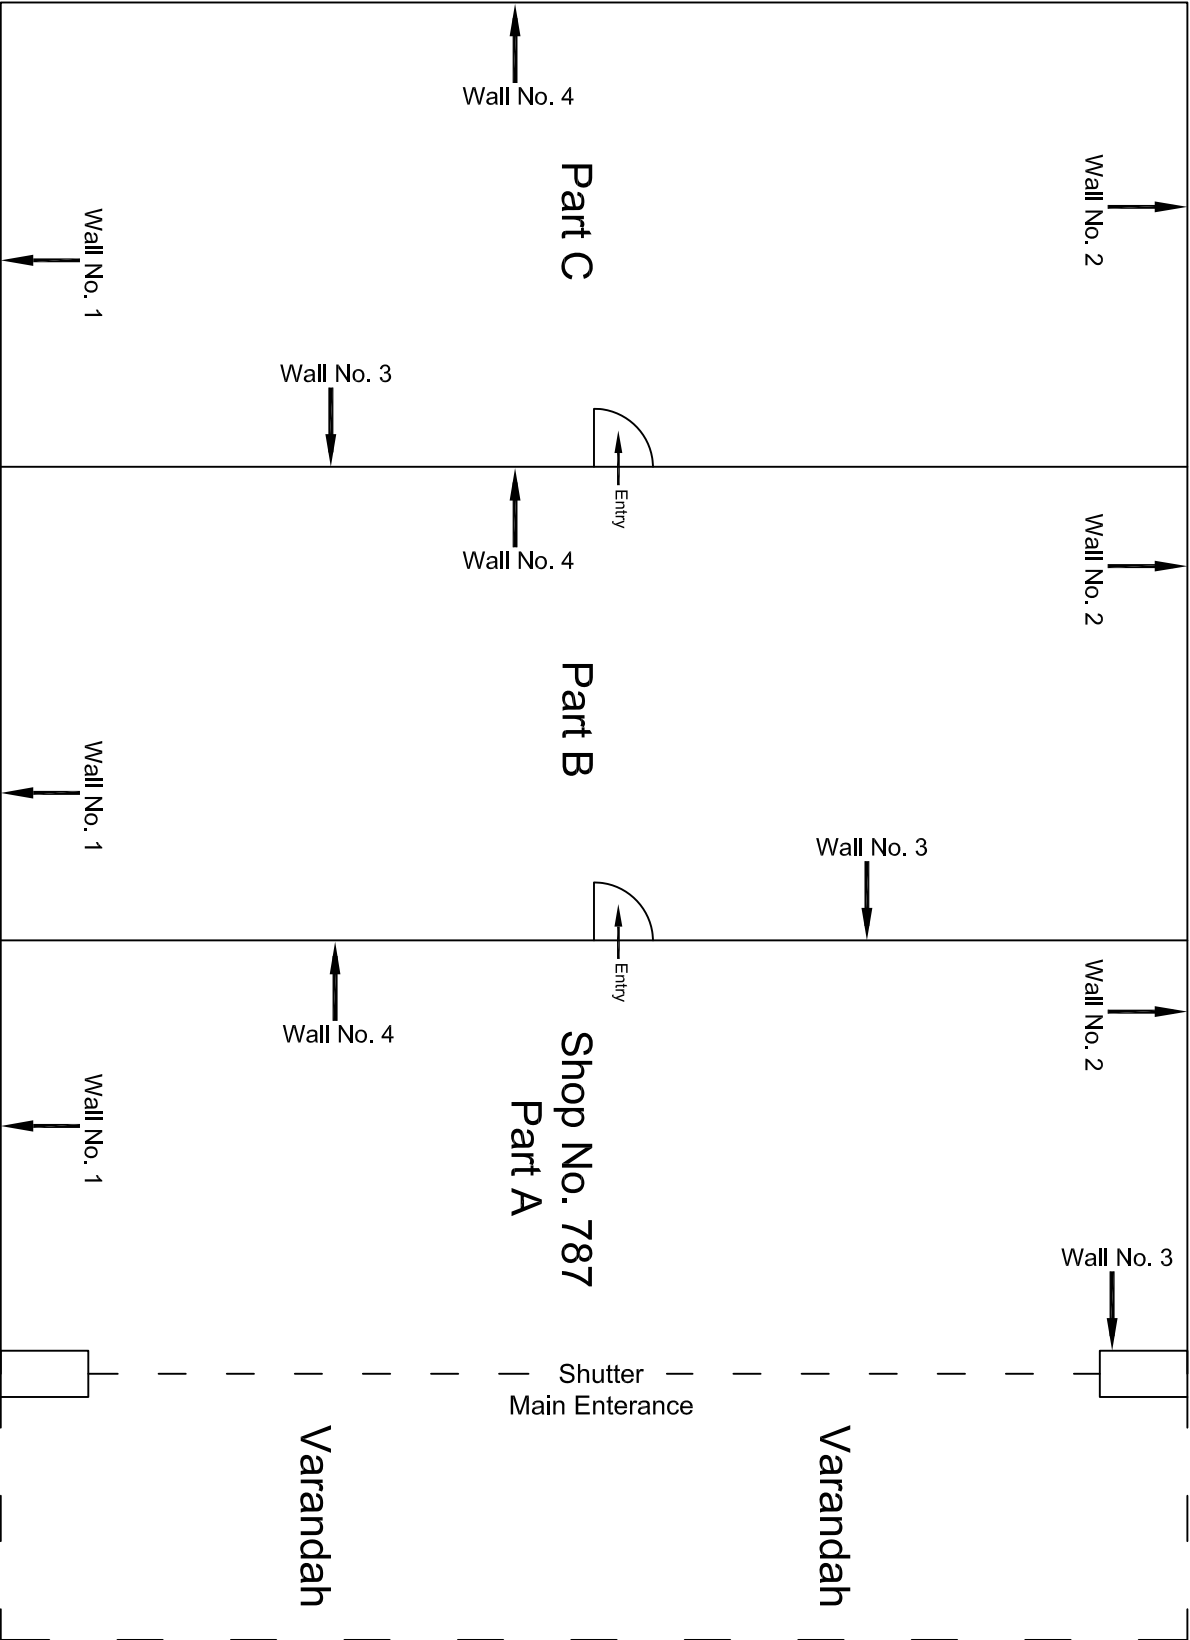 Wall No. 4
Part C
Wall No. 2
Wall No. 1
Wall No. 3
Entry
Wall No. 4
Wall No. 2
Part B
Wall No. 1
Wall No. 3
Entry
Wall No. 2
Wall No. 4
Shop No. 787
Part A
Wall No. 1
Wall No. 3
Shutter
Main Enterance
Varandah
Varandah